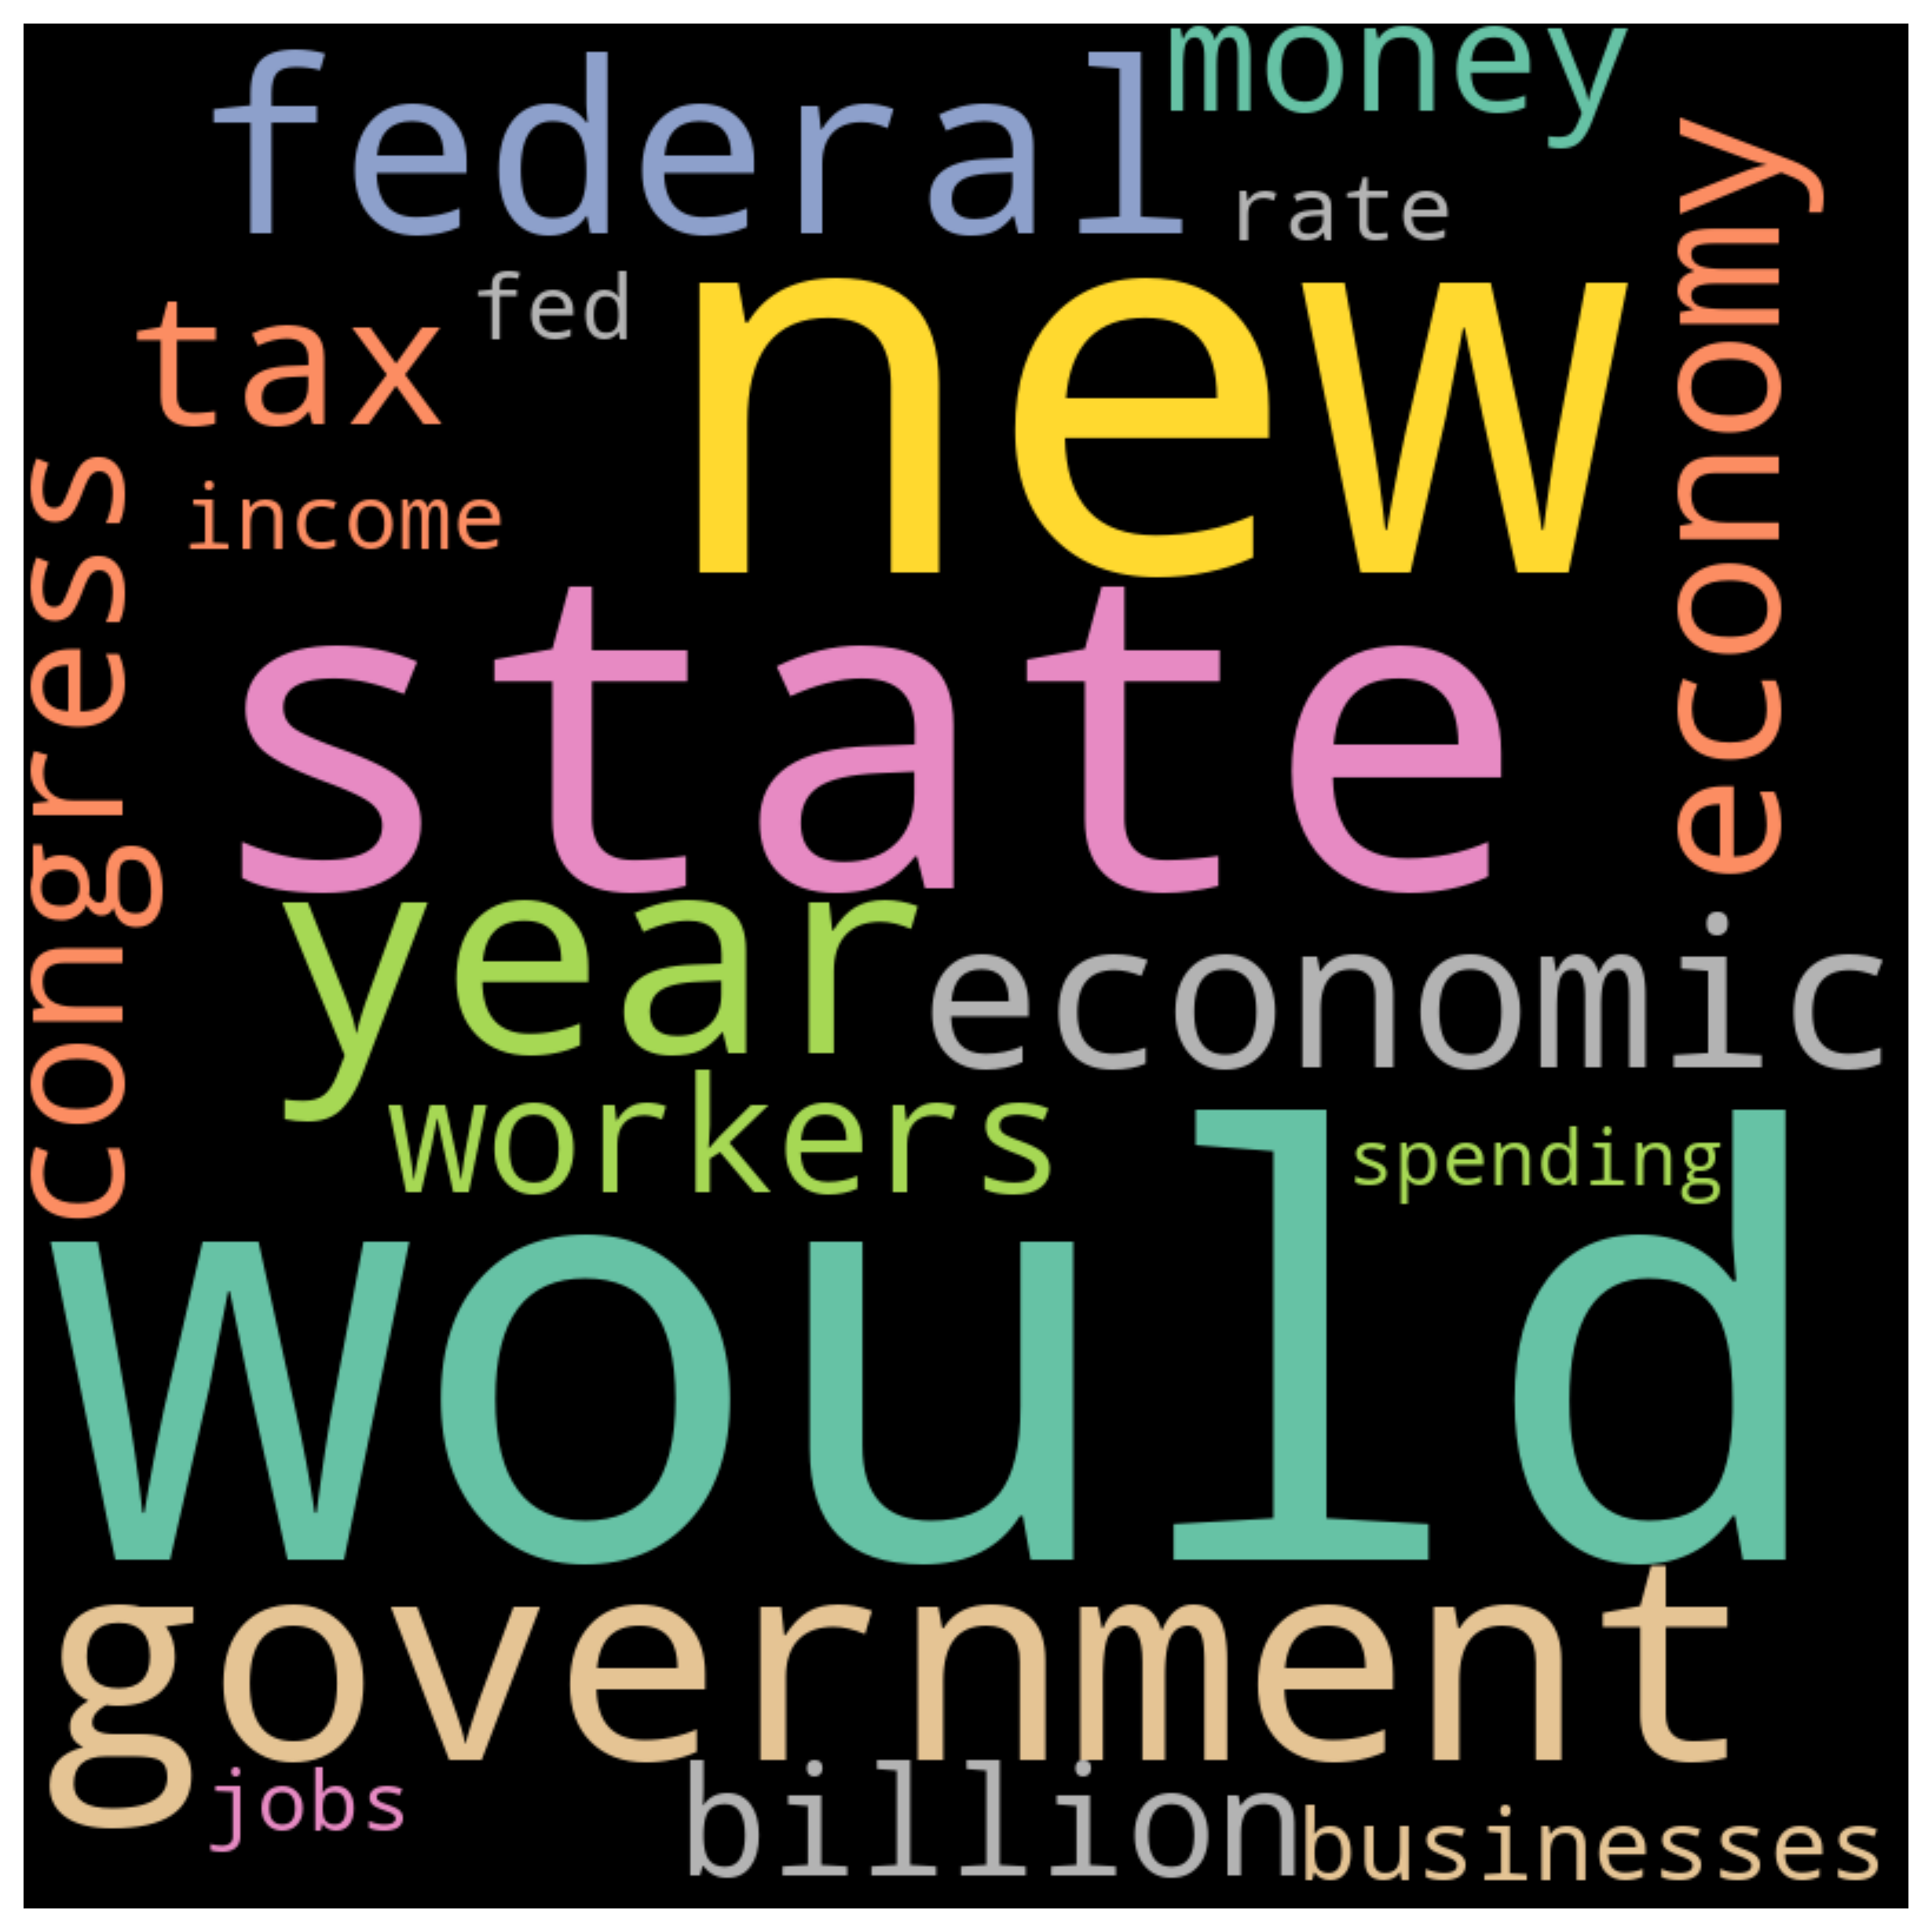 money
federal
rate
fed
new
tax
economy
income
congress
state
year
economic
workers
spending
would
government
jobs
billion
businesses